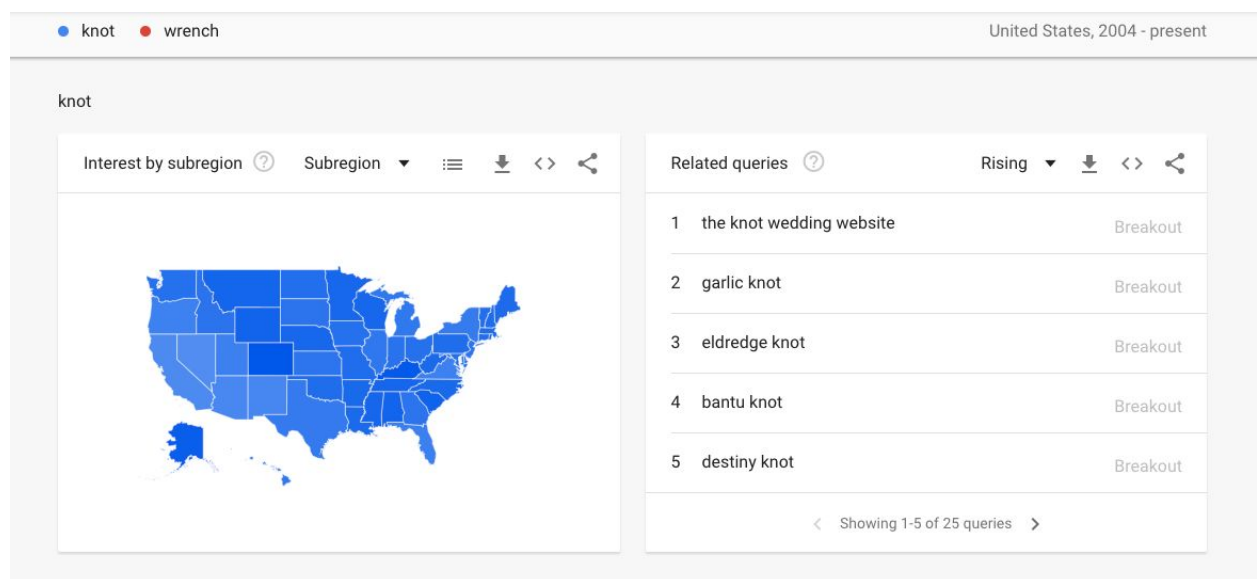 knot wrench United States, 2004 - present
knot
Interest by subregion Subregion
Related queries Rising
1 the knot wedding website Breakout
2 garlic knot Breakout
3 eldredge knot Breakout
4 bantu knot Breakout
5 destiny knot Breakout
Showing 1-5 of 25 queries